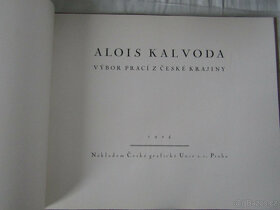 ALOIS KALVODA
VÝBOR PRACÍ Z ČESKÉ KRAJINY
Nákladem České grafické Unie a. s. Praha